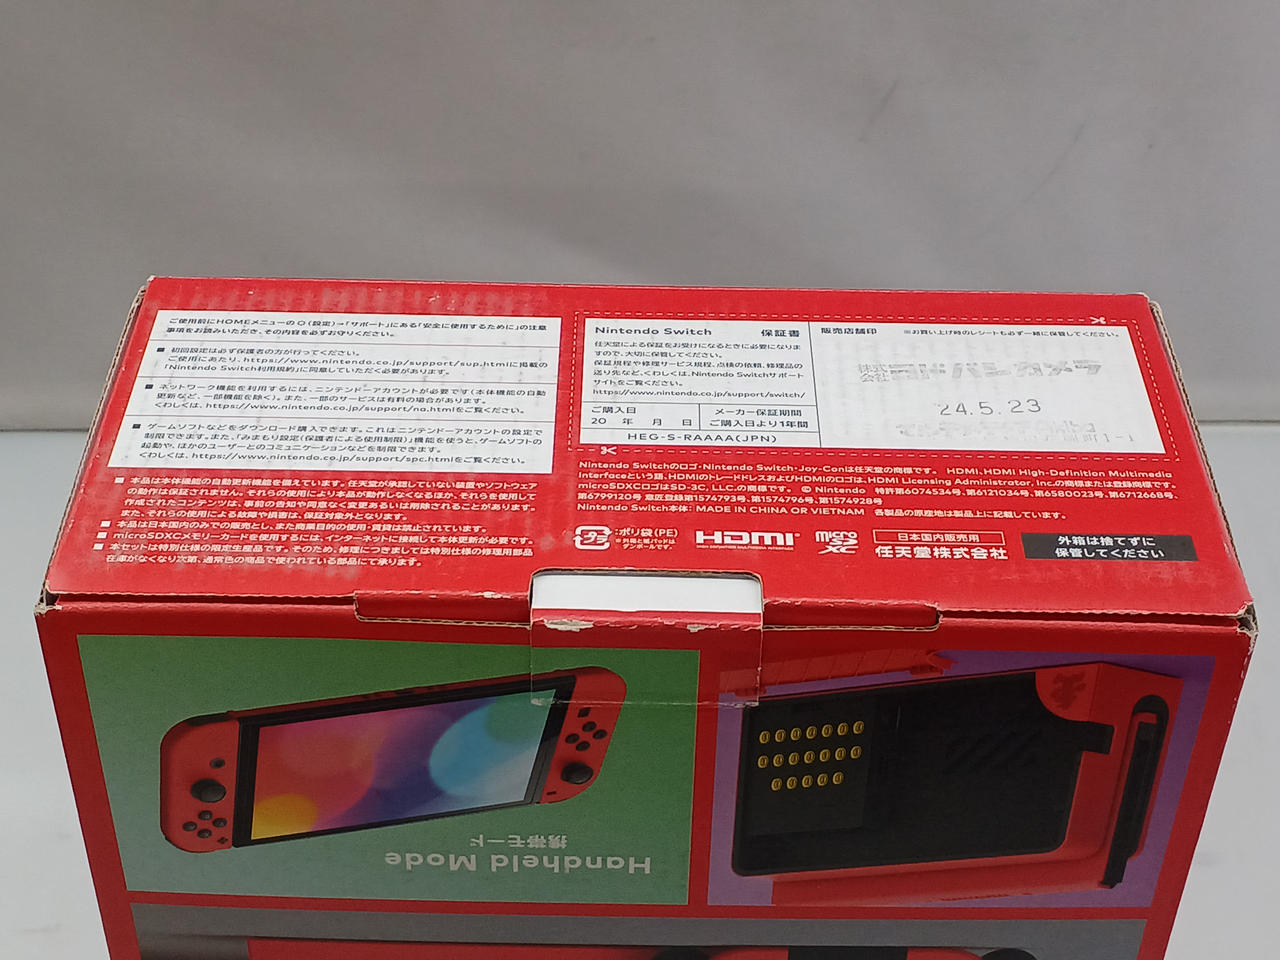 ご使用前にHOMEメニューの (設定)→「サポート」にある「安全に使用するために」の注意
事項をお読みいただき、その内容を必ずお守りください。
■ 初回設定は必ず保護者の方が行ってください。
ご使用にあたり、https://www.nintendo.co.jp/support/sup.htmlに掲載の
「Nintendo Switch利用規約」に同意していただく必要があります。
■ ネットワーク機能を利用するには、ニンテンドーアカウントが必要です(本体機能の自動
更新など、一部機能を除く)。また、一部のサービスは有料の場合があります。
くわしくは、https://www.nintendo.co.jp/support/na.htmlをご覧ください。
■ ゲームソフトなどをダウンロード購入できます。これはニンテンドーアカウントの設定で
制限できます。また、「みまもり設定(保護者による使用制限)」機能を使うと、ゲームソフトの
起動や、ほかのユーザーとのコミュニケーションなどを制限できます。
くわしくは、https://www.nintendo.co.jp/support/spc.htmlをご覧ください。
■ 本品は本体機能の自動更新機能を備えています。任天堂が承認していない装置やソフトウェア
の動作は保証されません。それらの使用により本品が動作しなくなるほか、それらを使用して
作成されたコンテンツは、事前の告知や同意なく変更あるいは削除されることがあります。
また、それらの使用による故障や損害は、保証対象外となります。
■ 本品は日本国内のみでの販売とし、また商業目的の使用・賃貸は禁止されています。
■ microSDXCメモリーカードを使用するには、インターネットに接続して本体更新が必要です。
■ 本セットは特別仕様の限定生産品です。そのため、修理につきましては特別仕様の修理用部品
在庫がなくなり次第、通常色の商品で使われている部品にて承ります。
Nintendo Switch 保証書
任天堂による保証をお受けになるときに必要になりま
すので、大切に保管してください。
保証規程や修理サービス規程、点検の依頼、修理品の
送り先など、くわしくは、Nintendo Switchサポート
サイトをご覧ください。
https://www.nintendo.co.jp/support/switch/
ご購入日
20 年 月 日
メーカー保証期間
ご購入日より1年間
HEG-S-RAAAA(JPN)
販売店舗印 ※お買い上げ時のレシートも必ず一緒に保管してください。
株式会社ヨドバシカメラ
24.5.23
Nintendo Switchのロゴ・Nintendo Switch・Joy-Conは任天堂の商標です。 HDMI、HDMI High-Definition Multimedia
Interfaceという語、HDMIのトレードドレスおよびHDMIのロゴは、HDMI Licensing Administrator, Inc.の商標または登録商標です。
microSDXCロゴはSD-3C, LLC.の商標です。 © Nintendo 特許第6074534号、第6121034号、第6580023号、第6712668号、
第6799120号 意匠登録第1574793号、第1574796号、第1574928号
Nintendo Switch本体: MADE IN CHINA OR VIETNAM 各製品の原産地は製品上に記載しています。
PE
:ポリ袋(PE)
※外箱と紙パッドは
ダンボールです。
HDMI
HIGH-DEFINITION MULTIMEDIA INTERFACE
micro
SD
XC
日本国内販売用
任天堂株式会社
外箱は捨てずに
保管してください
携帯モード
Handheld Mode